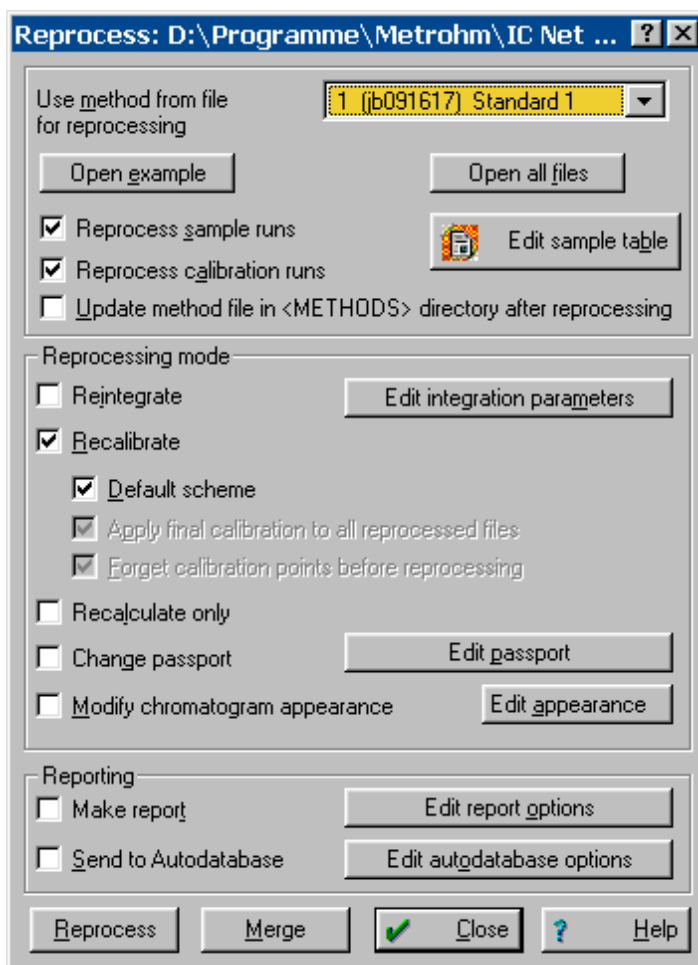 Reprocess: D:\Programme\Metrohm\IC Net ...
Use method from file
for reprocessing
1 (jb091617) Standard 1
Open example
Open all files
Reprocess sample runs
Edit sample table
Reprocess calibration runs
Update method file in <METHODS> directory after reprocessing
Reprocessing mode
Reintegrate
Edit integration parameters
Recalibrate
Default scheme
Apply final calibration to all reprocessed files
Forget calibration points before reprocessing
Recalculate only
Change passport
Edit passport
Modify chromatogram appearance
Edit appearance
Reporting
Make report
Edit report options
Send to Autodatabase
Edit autodatabase options
Reprocess
Merge
Close
? Help